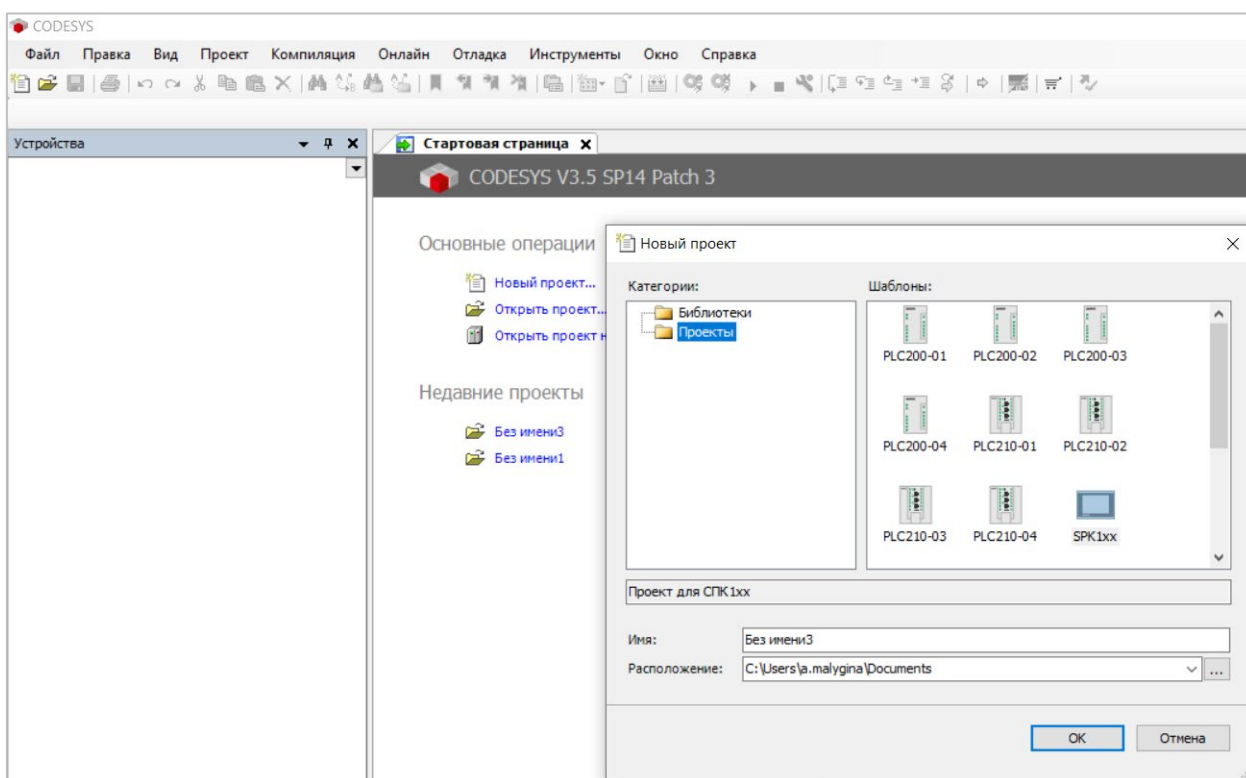 CODESYS
Файл Правка Вид Проект Компиляция Онлайн Отладка Инструменты Окно Справка
Устройства
Стартовая страница
CODESYS V3.5 SP14 Patch 3
Основные операции
Новый проект...
Открыть проект...
Открыть проект н
Недавние проекты
Без имени3
Без имени1
Новый проект
Категории:
Библиотеки
Проекты
Шаблоны:
PLC200-01 PLC200-02 PLC200-03
PLC200-04 PLC210-01 PLC210-02
PLC210-03 PLC210-04 SPK1xx
Проект для СПК1xx
Имя: Без имени3
Расположение: C:\Users\a.malygina\Documents
...
OK Отмена